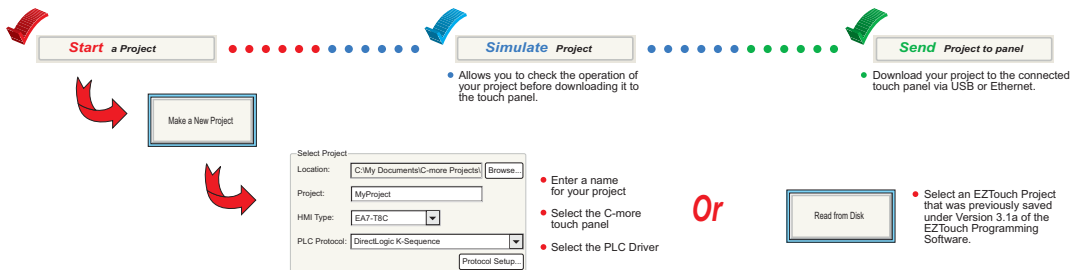 Start a Project
Simulate Project
Send Project to panel
Allows you to check the operation of
your project before downloading it to
the touch panel.
Download your project to the connected
touch panel via USB or Ethernet.
Make a New Project
Select Project
Location: C:\My Documents\C-more Projects\ Browse...
Project: MyProject
HMI Type: EA7-T8C
PLC Protocol: DirectLogic K-Sequence
Protocol Setup...
Enter a name
for your project
Select the C-more
touch panel
Select the PLC Driver
Or
Read from Disk
Select an EZTouch Project
that was previously saved
under Version 3.1a of the
EZTouch Programming
Software.